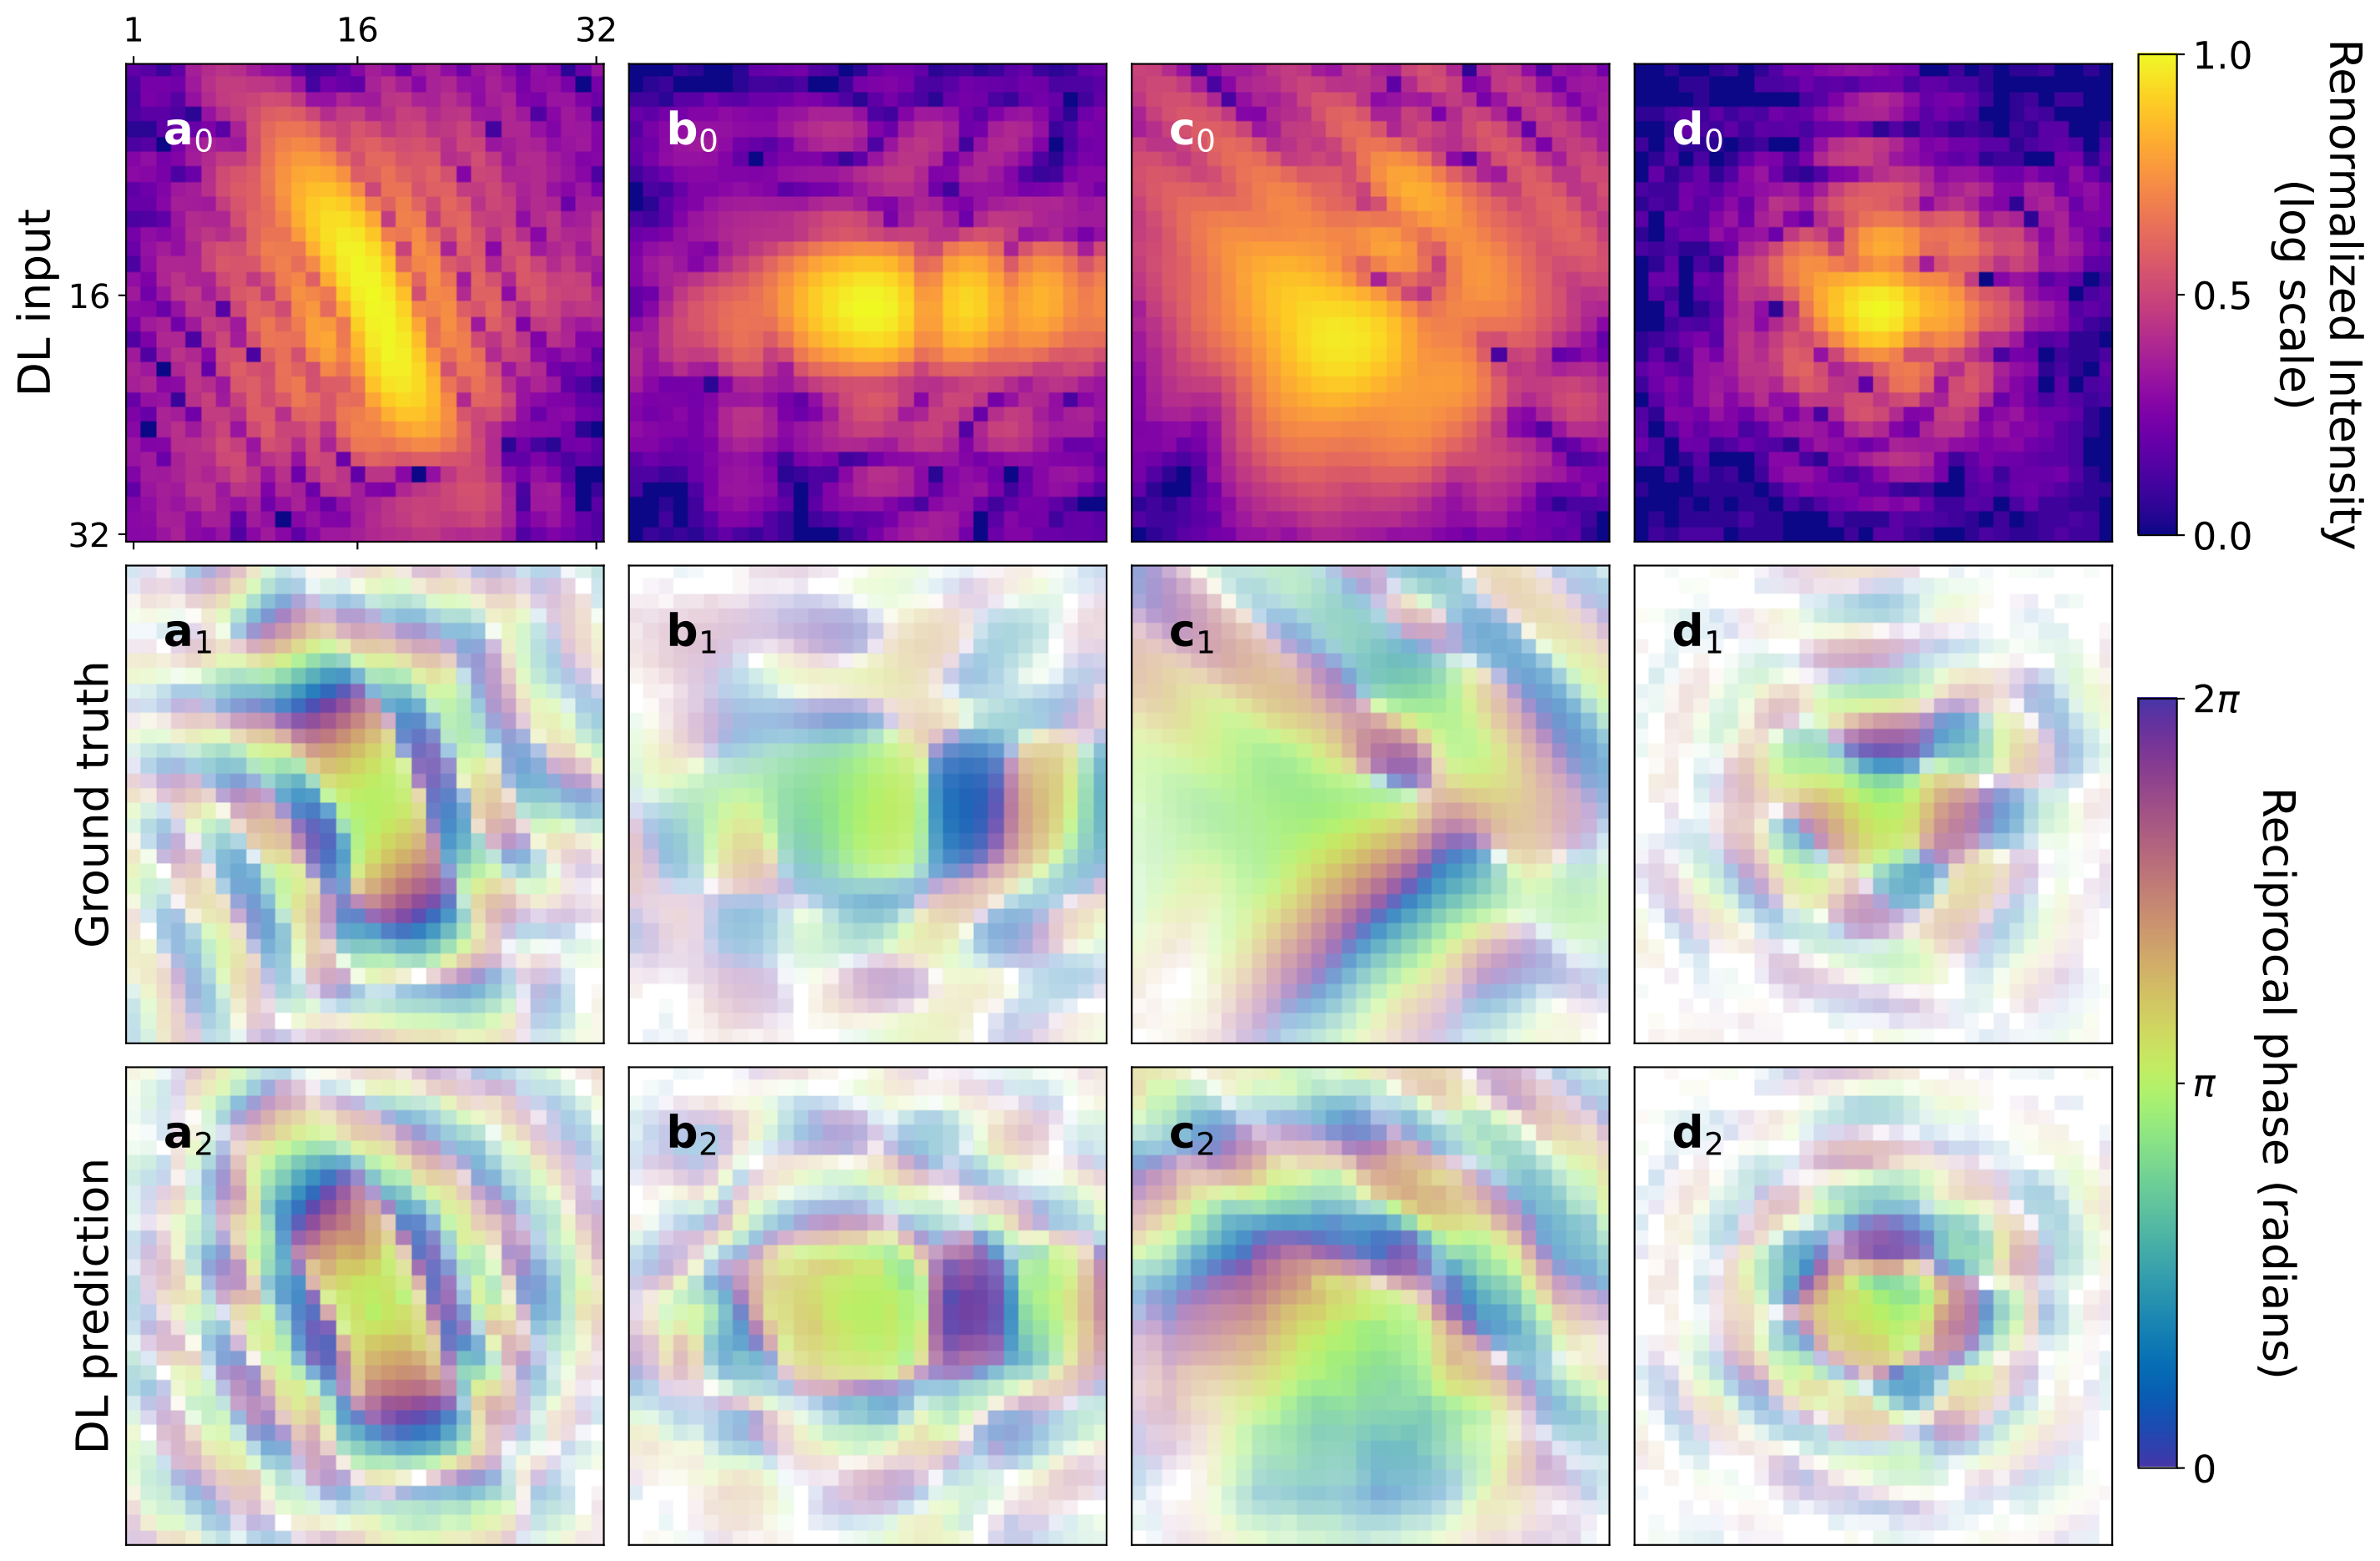 1 16 32
DL input
16
32
a0
b0
c0
d0
1.0
0.5
0.0
Renormalized Intensity
(log scale)
Ground truth
a1
b1
c1
d1
DL prediction
a2
b2
c2
d2
2π
π
0
Reciprocal phase (radians)